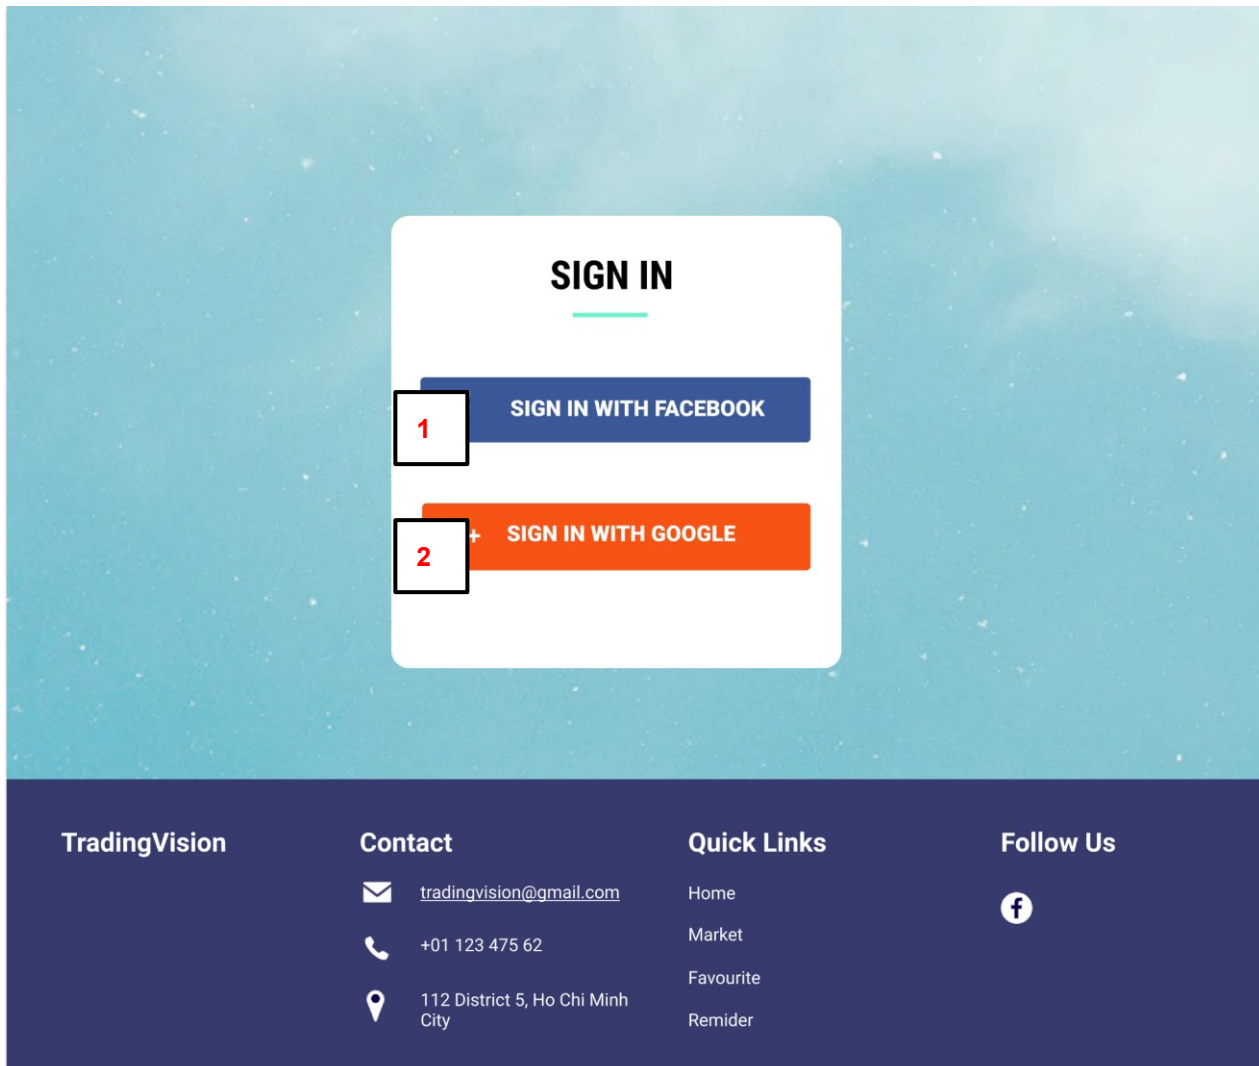 SIGN IN
1
SIGN IN WITH FACEBOOK
2
+ SIGN IN WITH GOOGLE
TradingVision
Contact
tradingvision@gmail.com
+01 123 475 62
112 District 5, Ho Chi Minh
City
Quick Links
Home
Market
Favourite
Remider
Follow Us
f